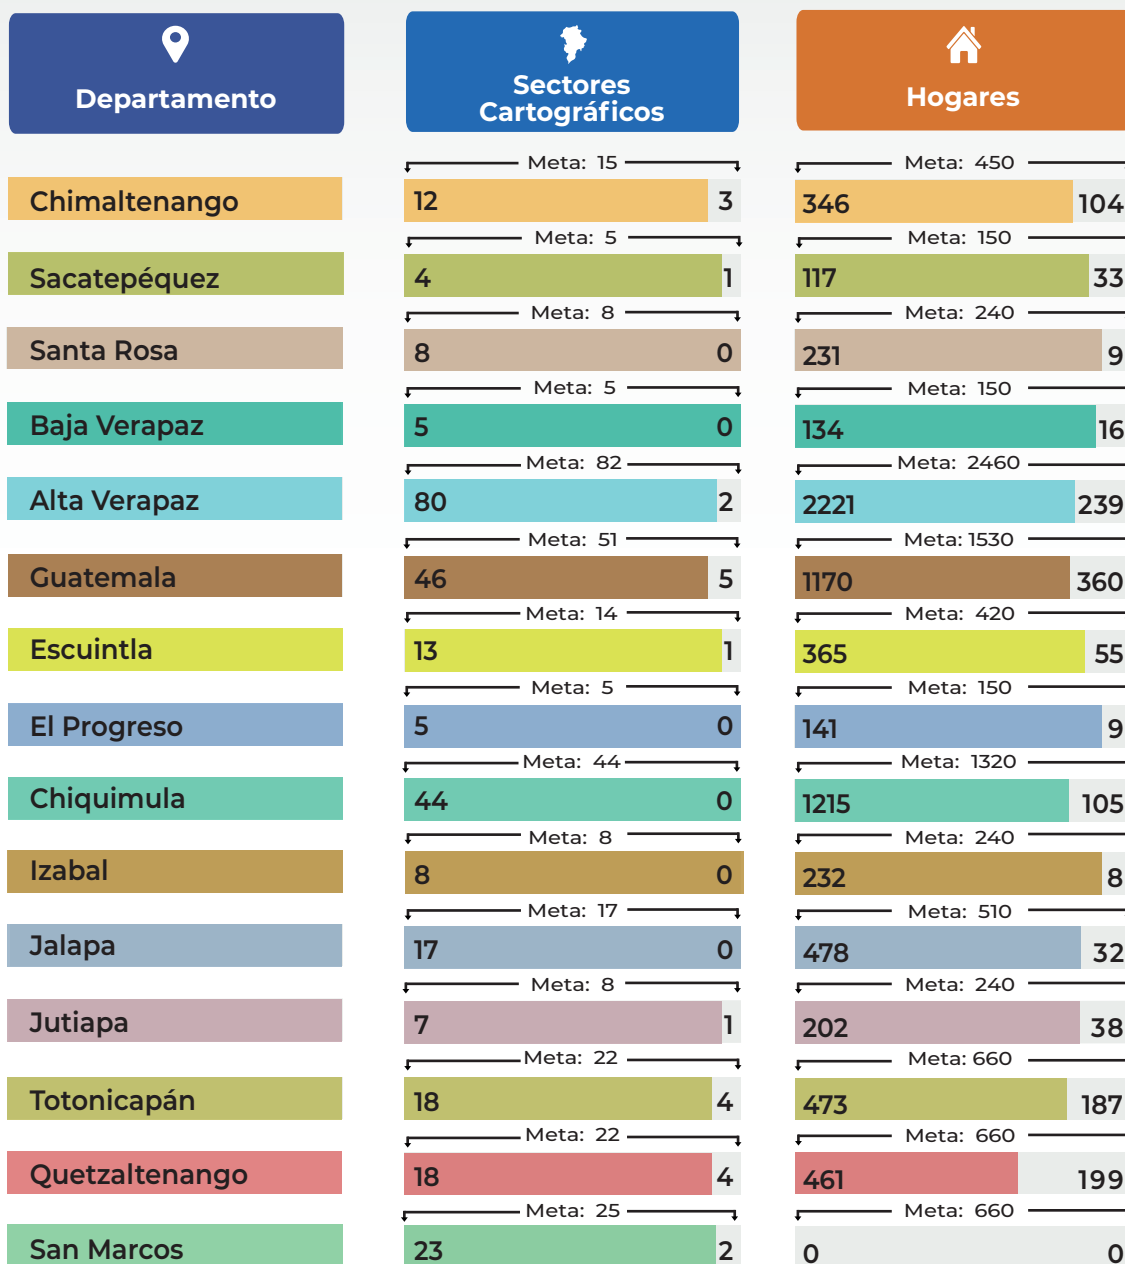 Departamento
Sectores
Cartográficos
Hogares
Meta: 15
Meta: 450
Chimaltenango
12
3
346
104
Meta: 5
Meta: 150
Sacatepéquez
4
1
117
33
Meta: 8
Meta: 240
Santa Rosa
8
0
231
9
Meta: 5
Meta: 150
Baja Verapaz
5
0
134
16
Meta: 82
Meta: 2460
Alta Verapaz
80
2
2221
239
Meta: 51
Meta: 1530
Guatemala
46
5
1170
360
Meta: 14
Meta: 420
Escuintla
13
1
365
55
Meta: 5
Meta: 150
El Progreso
5
0
141
9
Meta: 44
Meta: 1320
Chiquimula
44
0
1215
105
Meta: 8
Meta: 240
Izabal
8
0
232
8
Meta: 17
Meta: 510
Jalapa
17
0
478
32
Meta: 8
Meta: 240
Jutiapa
7
1
202
38
Meta: 22
Meta: 660
Totonicapán
18
4
473
187
Meta: 22
Meta: 660
Quetzaltenango
18
4
461
199
Meta: 25
Meta: 660
San Marcos
23
2
0
0